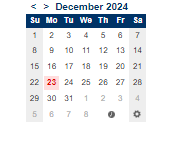 < > December 2024
Su Mo Tu We Th Fr Sa
1 2 3 4 5 6 7
8 9 10 11 12 13 14
15 16 17 18 19 20 21
22 23 24 25 26 27 28
29 30 31 1 2 3 4
5 6 7 8